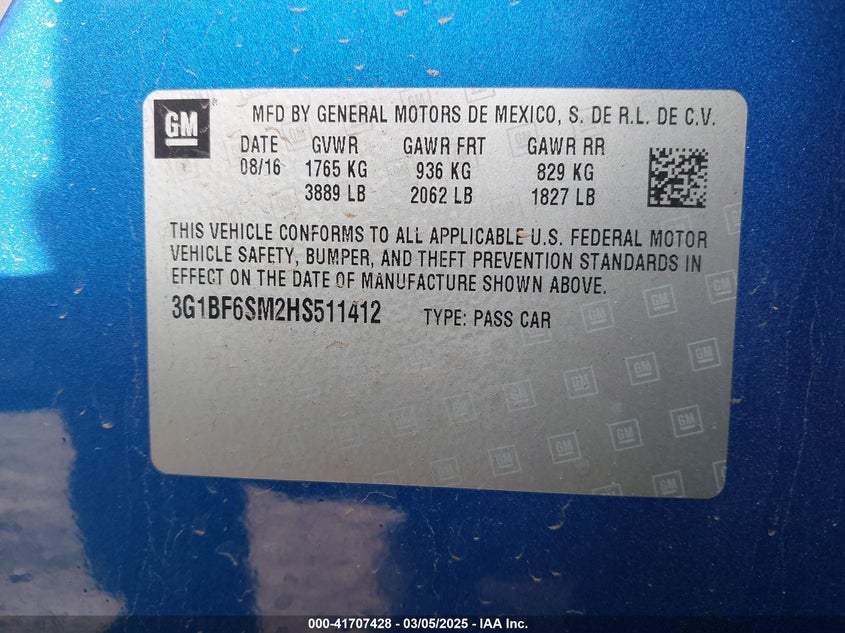 GM
MFD BY GENERAL MOTORS DE MEXICO, S. DE R.L. DE C.V.
DATE GVWR GAWR FRT GAWR RR
08/16 1765 KG 936 KG 829 KG
3889 LB 2062 LB 1827 LB
THIS VEHICLE CONFORMS TO ALL APPLICABLE U.S. FEDERAL MOTOR
VEHICLE SAFETY, BUMPER, AND THEFT PREVENTION STANDARDS IN
EFFECT ON THE DATE OF MANUFACTURE SHOWN ABOVE.
3G1BF6SM2HS511412 TYPE: PASS CAR
000-41707428 - 03/05/2025 - IAA Inc.